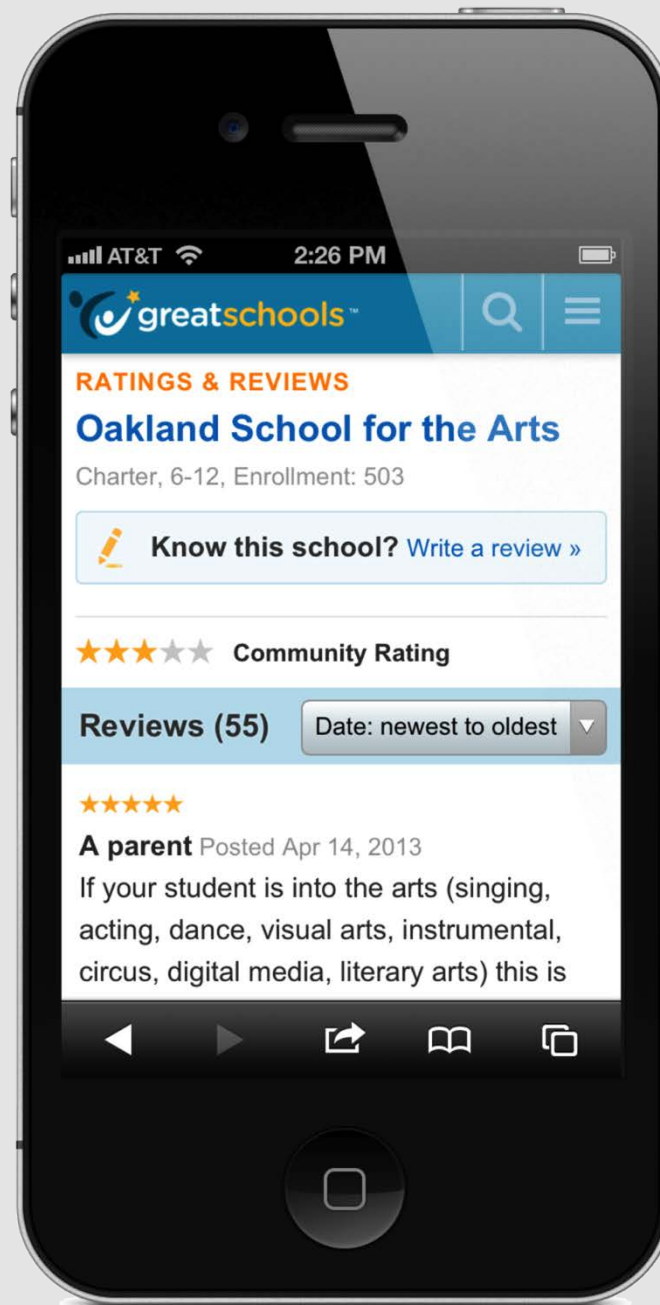 AT&T 2:26 PM
greatschools™
RATINGS & REVIEWS
Oakland School for the Arts
Charter, 6-12, Enrollment: 503
Know this school? Write a review »
Community Rating
Reviews (55) Date: newest to oldest
A parent Posted Apr 14, 2013
If your student is into the arts (singing,
acting, dance, visual arts, instrumental,
circus, digital media, literary arts) this is